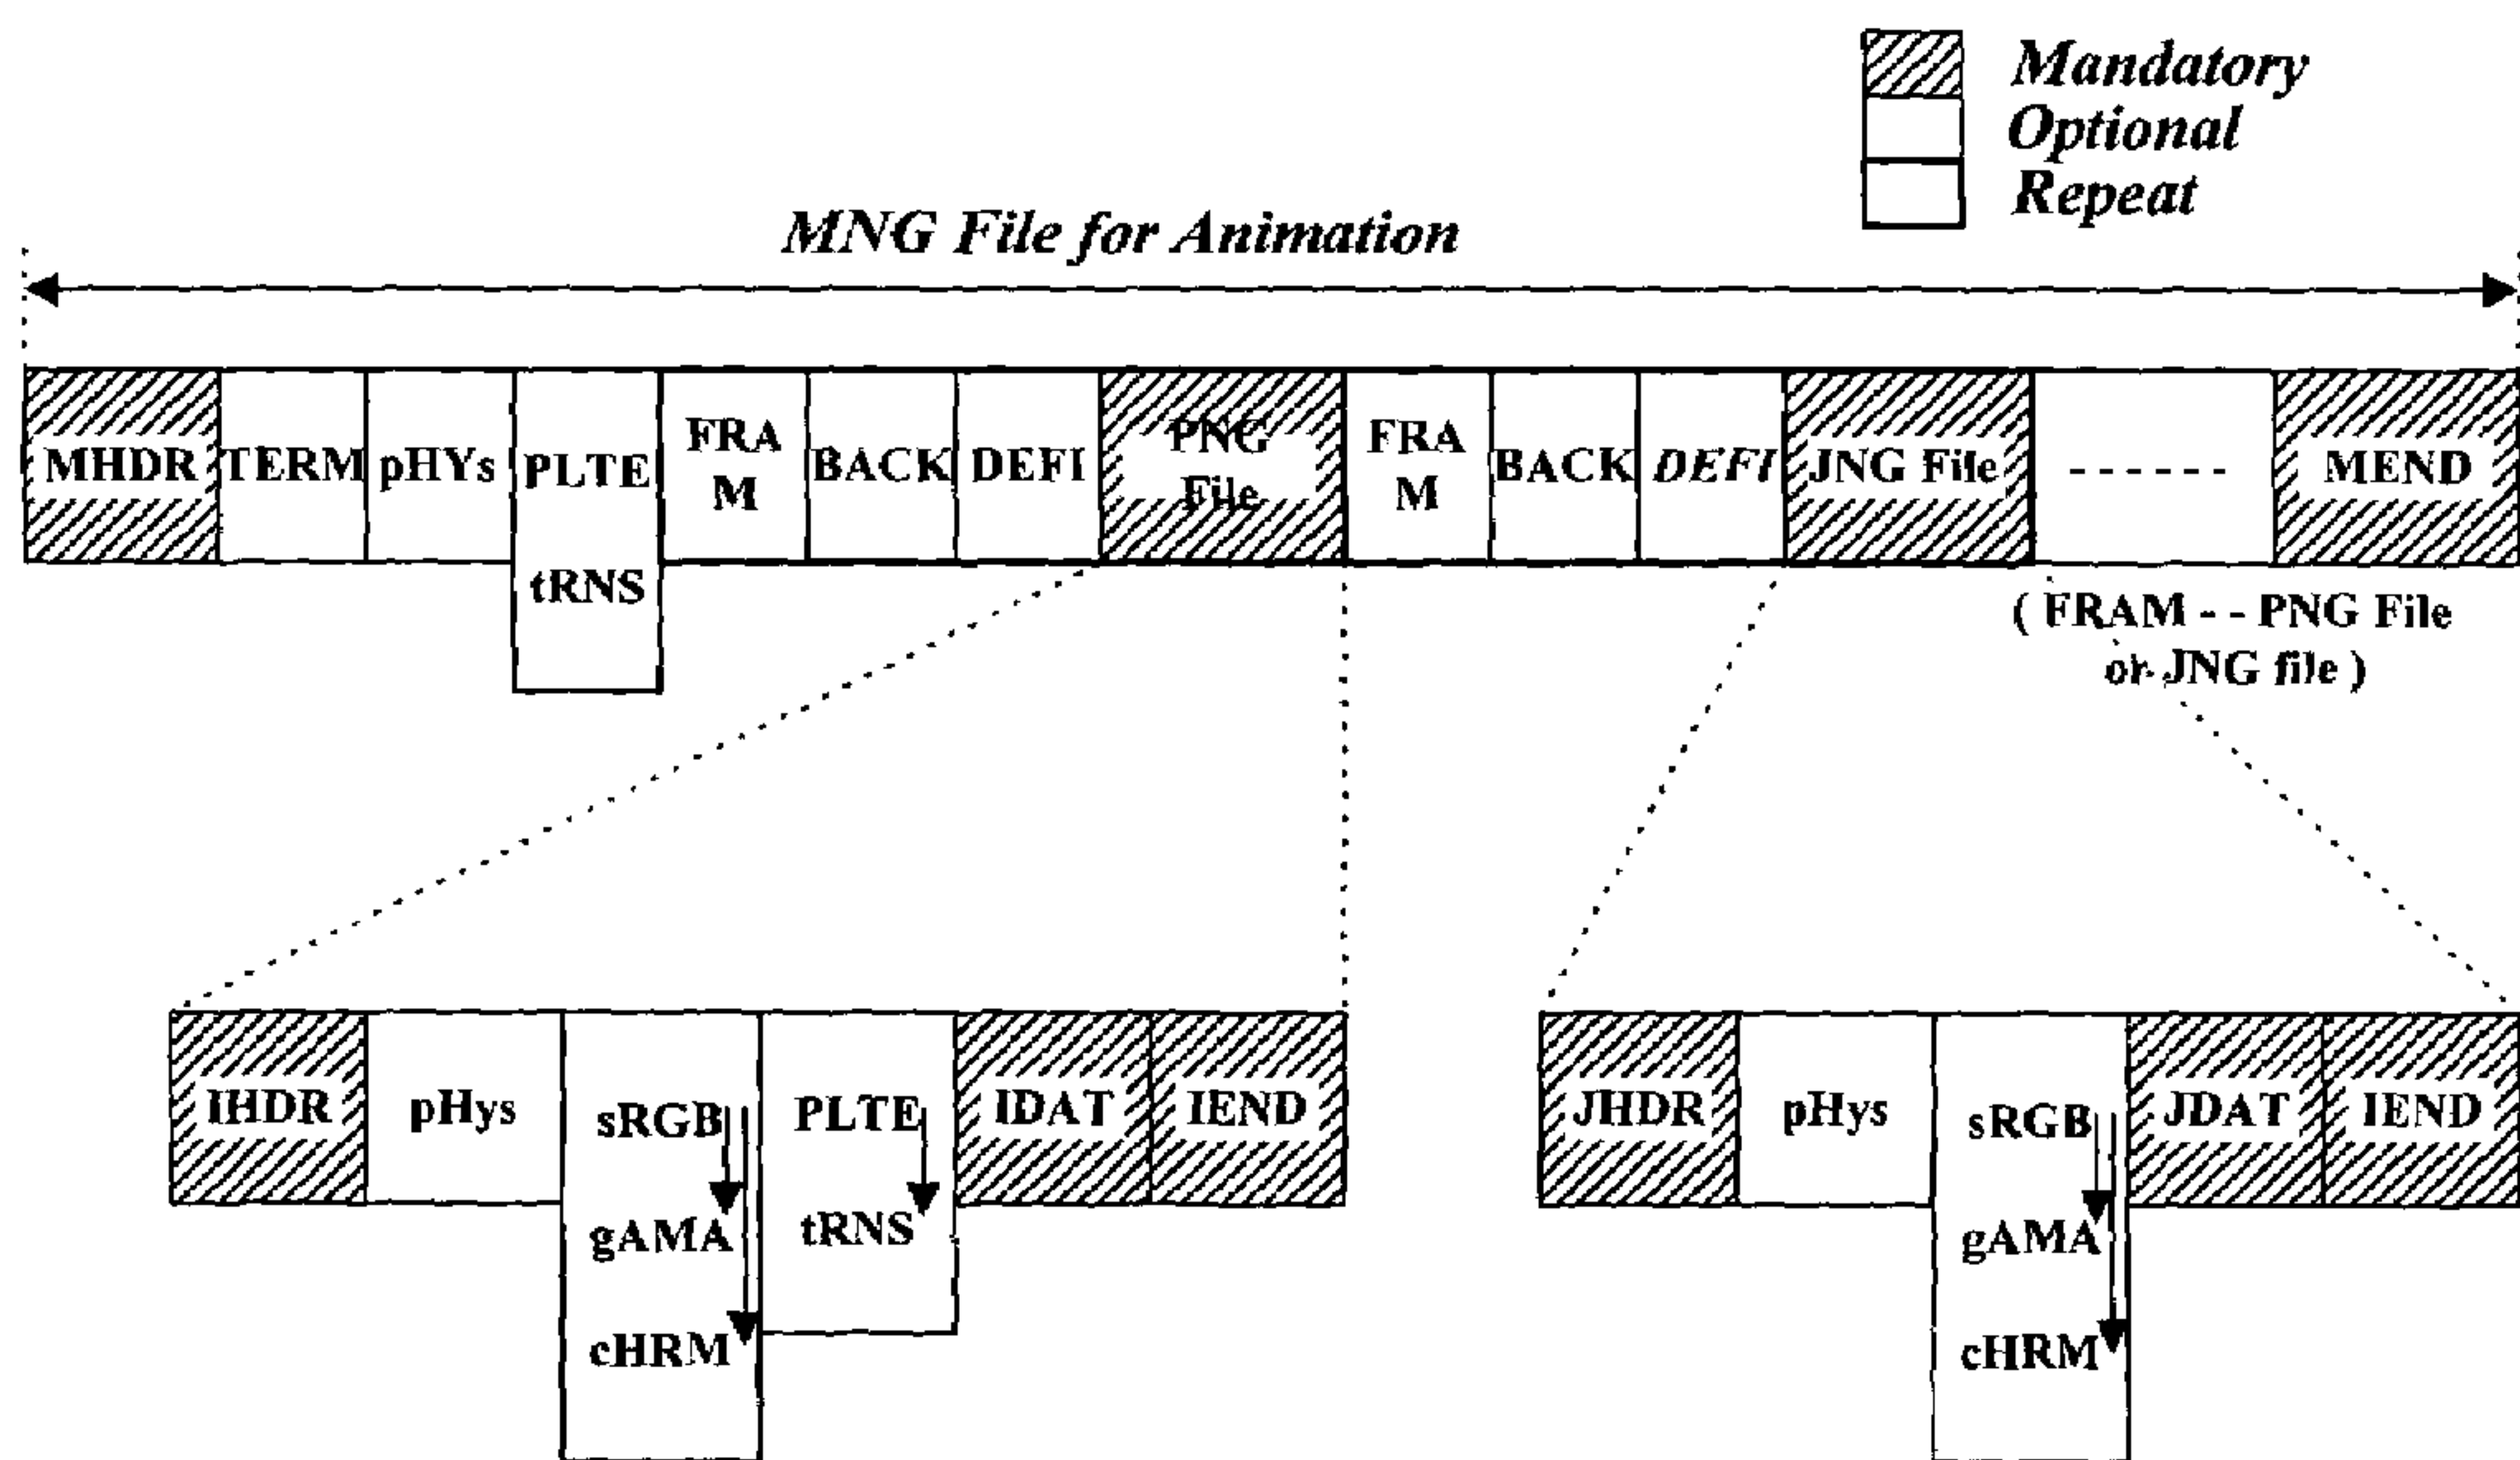 Mandatory
Optional
Repeat
MNG File for Animation
MHDR TERM pHYs PLTE FRA BACK DEFI PNG FRA BACK DEFI JNG File - - - - - - MEND
M File M
tRNS
( FRAM - - PNG File
or JNG file )
IHDR pHys sRGB PLTE IDAT IEND
gAMA tRNS
cHRM
JHDR pHys sRGB JDAT IEND
gAMA
cHRM